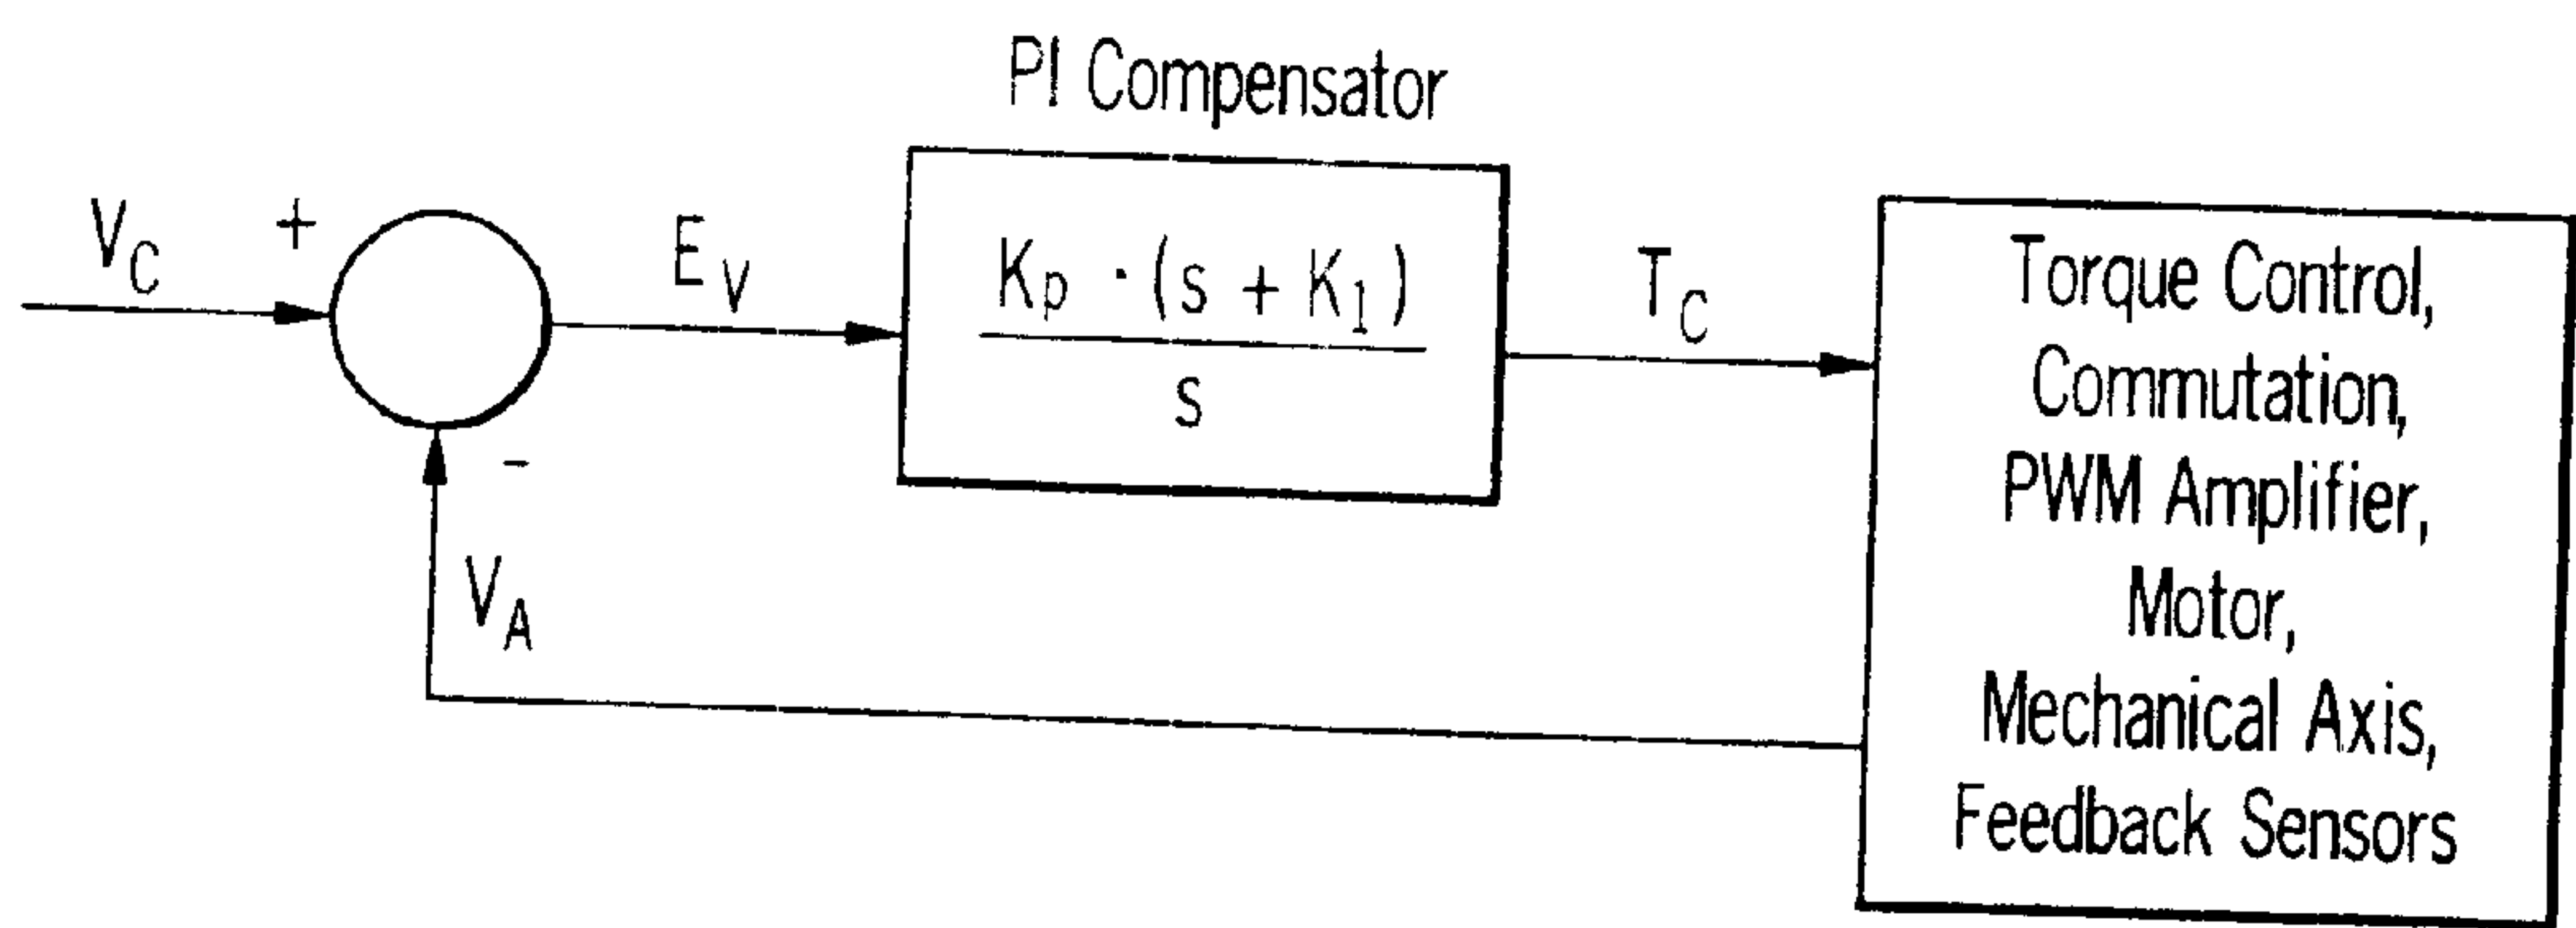 PI Compensator
V_C
+
E_V
K_p · (s + K_1)
s
T_C
-
V_A
Torque Control,
Commutation,
PWM Amplifier,
Motor,
Mechanical Axis,
Feedback Sensors